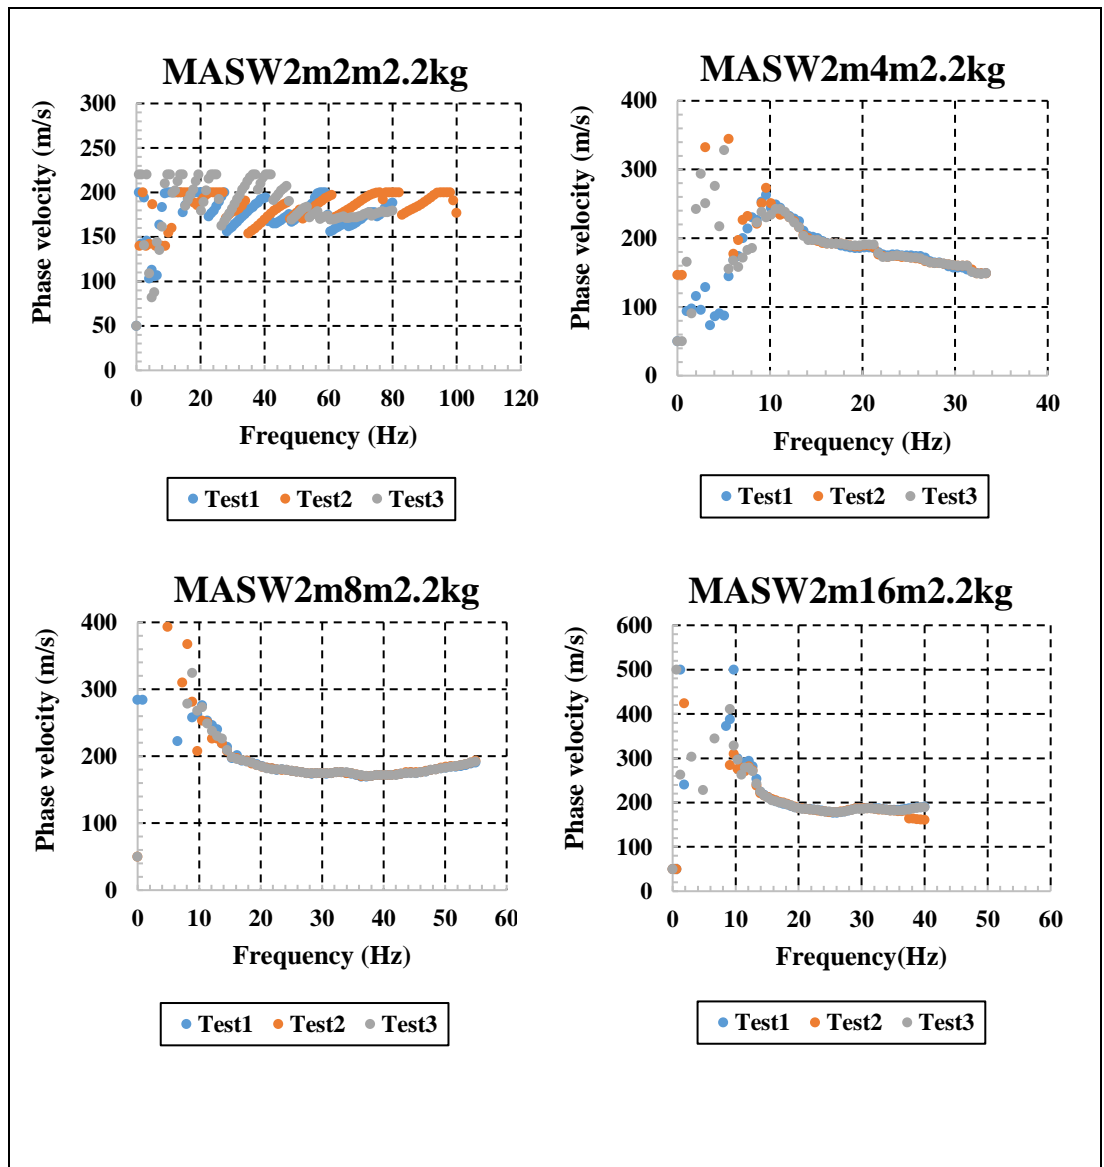 MASW2m2m2.2kg
300
250
200
150
100
50
0
Phase velocity (m/s)
0 20 40 60 80 100 120
Frequency (Hz)
Test1 Test2 Test3
MASW2m4m2.2kg
400
300
200
100
0
Phase velocity (m/s)
0 10 20 30 40
Frequency (Hz)
Test1 Test2 Test3
MASW2m8m2.2kg
400
300
200
100
0
Phase velocity (m/s)
0 10 20 30 40 50 60
Frequency (Hz)
Test1 Test2 Test3
MASW2m16m2.2kg
600
500
400
300
200
100
0
Phase velocity (m/s)
0 10 20 30 40 50 60
Frequency(Hz)
Test1 Test2 Test3